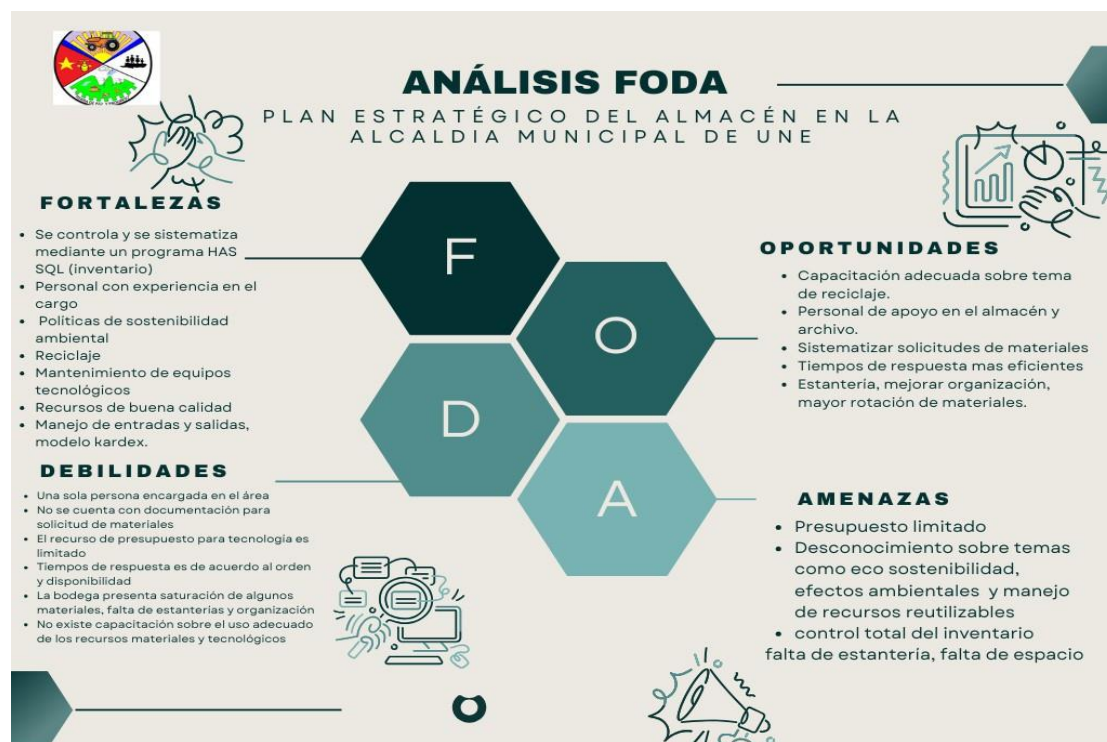 ANÁLISIS FODA
PLAN ESTRATÉGICO DEL ALMACÉN EN LA
ALCALDIA MUNICIPAL DE UNE
FORTALEZAS
• Se controla y se sistematiza
mediante un programa HAS
SQL (inventario)
• Personal con experiencia en el
cargo
• Políticas de sostenibilidad
ambiental
• Reciclaje
• Mantenimiento de equipos
tecnológicos
• Recursos de buena calidad
• Manejo de entradas y salidas,
modelo kardex.
F
O
D
A
OPORTUNIDADES
• Capacitación adecuada sobre tema
de reciclaje.
• Personal de apoyo en el almacén y
archivo.
• Sistematizar solicitudes de materiales
• Tiempos de respuesta mas eficientes
• Estantería, mejorar organización,
mayor rotación de materiales.
DEBILIDADES
• Una sola persona encargada en el área
• No se cuenta con documentación para
solicitud de materiales
• El recurso de presupuesto para tecnología es
limitado
• Tiempos de respuesta es de acuerdo al orden
y disponibilidad
• La bodega presenta saturación de algunos
materiales, falta de estanterías y organización
• No existe capacitación sobre el uso adecuado
de los recursos materiales y tecnológicos
AMENAZAS
• Presupuesto limitado
• Desconocimiento sobre temas
como eco sostenibilidad,
efectos ambientales y manejo
de recursos reutilizables
• control total del inventario
falta de estantería, falta de espacio